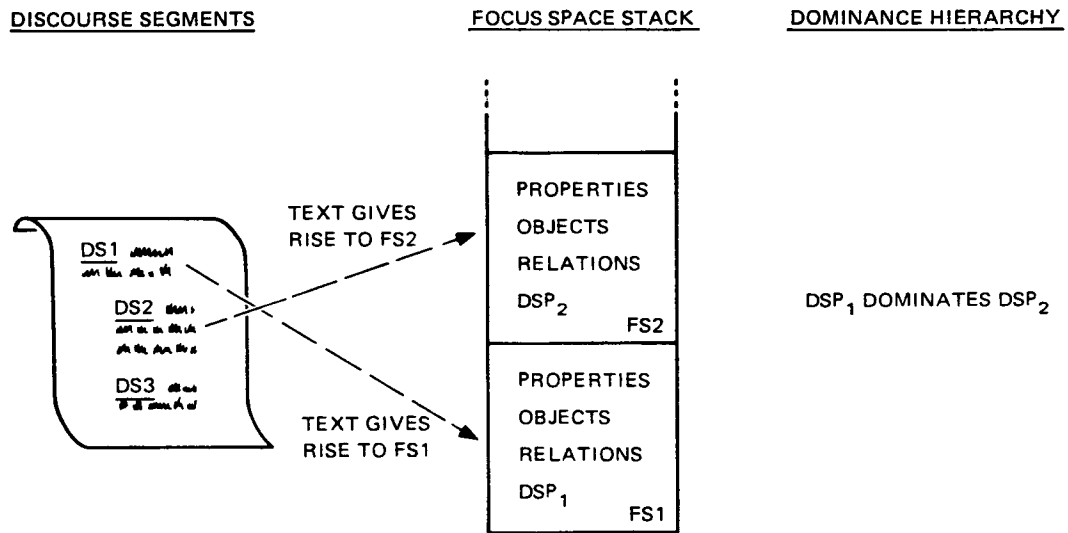 DISCOURSE SEGMENTS
FOCUS SPACE STACK
DOMINANCE HIERARCHY
DS1
DS2
DS3
TEXT GIVES
RISE TO FS2
TEXT GIVES
RISE TO FS1
PROPERTIES
OBJECTS
RELATIONS
DSP₂
FS2
PROPERTIES
OBJECTS
RELATIONS
DSP₁
FS1
DSP₁ DOMINATES DSP₂